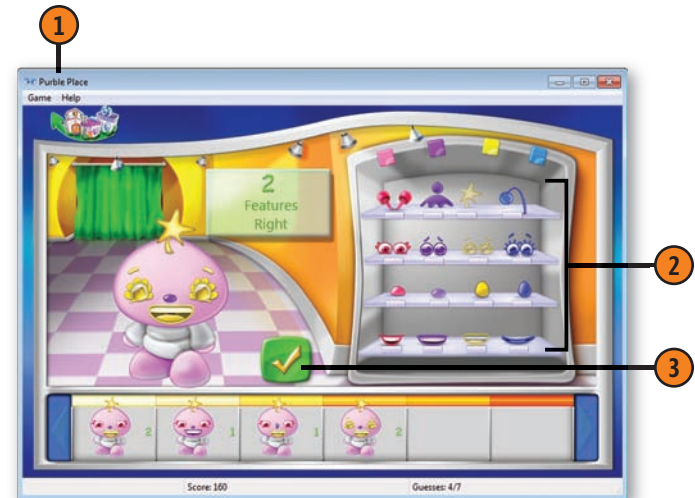 1
Purble Place
Game Help
2
Features
Right
2
3
2 1 1 2
Score: 160 Guesses: 4/7